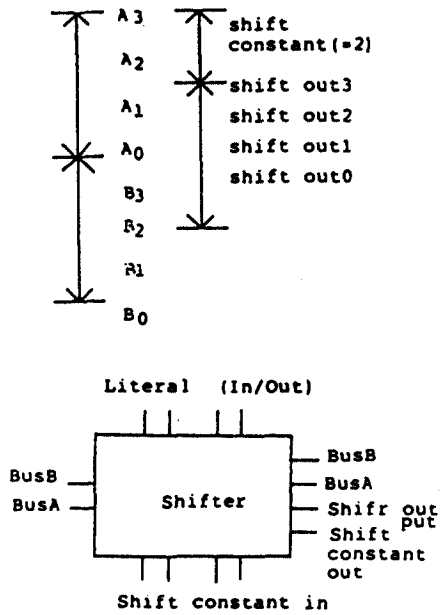 A3
A2
A1
A0
B3
B2
B1
B0
shift
constant(=2)
shift out3
shift out2
shift out1
shift out0
Literal (In/Out)
BusB
BusA
Shifter
BusB
BusA
Shifr out
put
Shift
constant
out
Shift constant in